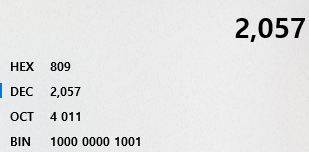 2,057
HEX 809
DEC 2,057
OCT 4 011
BIN 1000 0000 1001